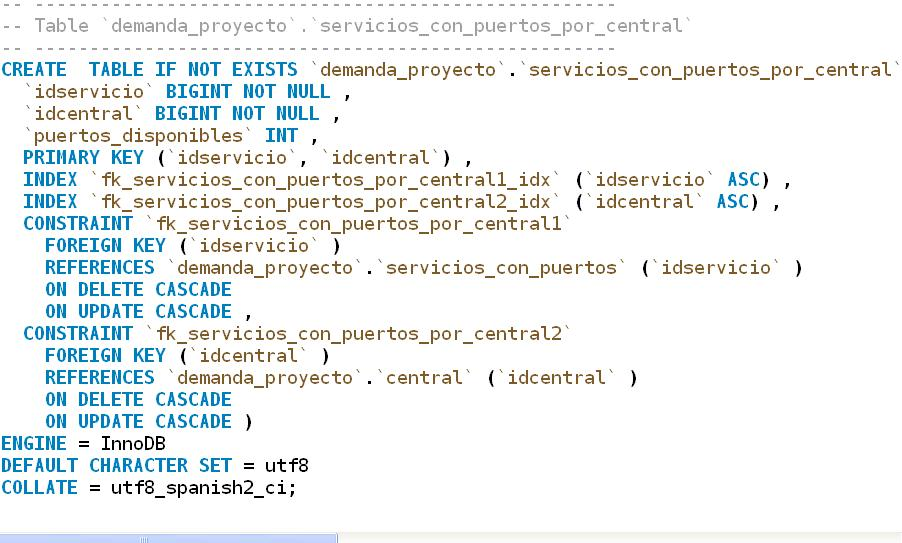 -- -----------------------------------------------------
-- Table `demanda_proyecto`.`servicios_con_puertos_por_central`
-- -----------------------------------------------------
CREATE  TABLE IF NOT EXISTS `demanda_proyecto`.`servicios_con_puertos_por_central`
  `idservicio` BIGINT NOT NULL ,
  `idcentral` BIGINT NOT NULL ,
  `puertos_disponibles` INT ,
  PRIMARY KEY (`idservicio`, `idcentral`) ,
  INDEX `fk_servicios_con_puertos_por_central1_idx` (`idservicio` ASC) ,
  INDEX `fk_servicios_con_puertos_por_central2_idx` (`idcentral` ASC) ,
  CONSTRAINT `fk_servicios_con_puertos_por_central1`
    FOREIGN KEY (`idservicio` )
    REFERENCES `demanda_proyecto`.`servicios_con_puertos` (`idservicio` )
    ON DELETE CASCADE
    ON UPDATE CASCADE ,
  CONSTRAINT `fk_servicios_con_puertos_por_central2`
    FOREIGN KEY (`idcentral` )
    REFERENCES `demanda_proyecto`.`central` (`idcentral` )
    ON DELETE CASCADE
    ON UPDATE CASCADE )
ENGINE = InnoDB
DEFAULT CHARACTER SET = utf8
COLLATE = utf8_spanish2_ci;